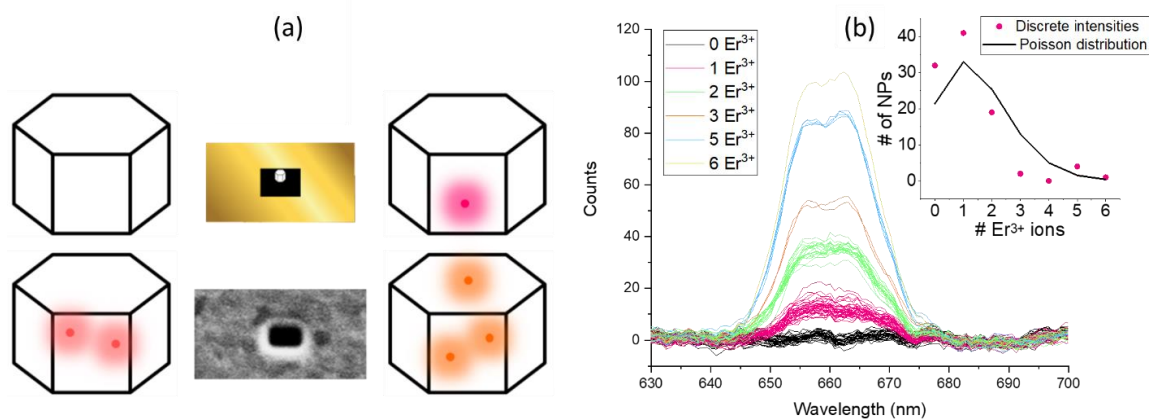 (a)
(b)
0 Er³⁺
1 Er³⁺
2 Er³⁺
3 Er³⁺
5 Er³⁺
6 Er³⁺
Discrete intensities
Poisson distribution
# of NPs
40
30
20
10
0
0 1 2 3 4 5 6
# Er³⁺ ions
Counts
120
100
80
60
40
20
0
630 640 650 660 670 680 690 700
Wavelength (nm)